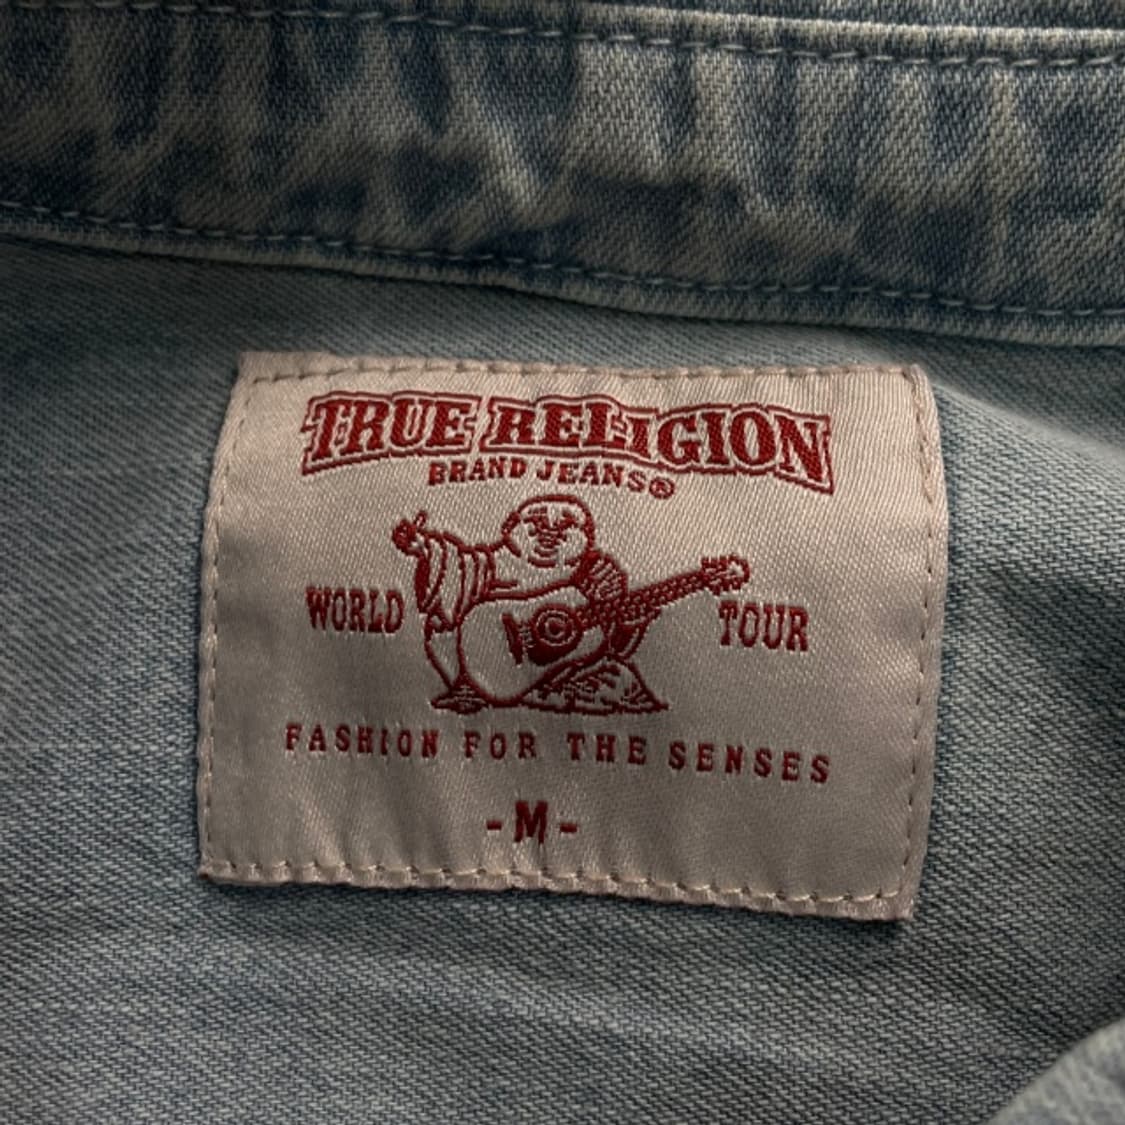 TRUE RELIGION
BRAND JEANS®
WORLD TOUR
FASHION FOR THE SENSES
-M-